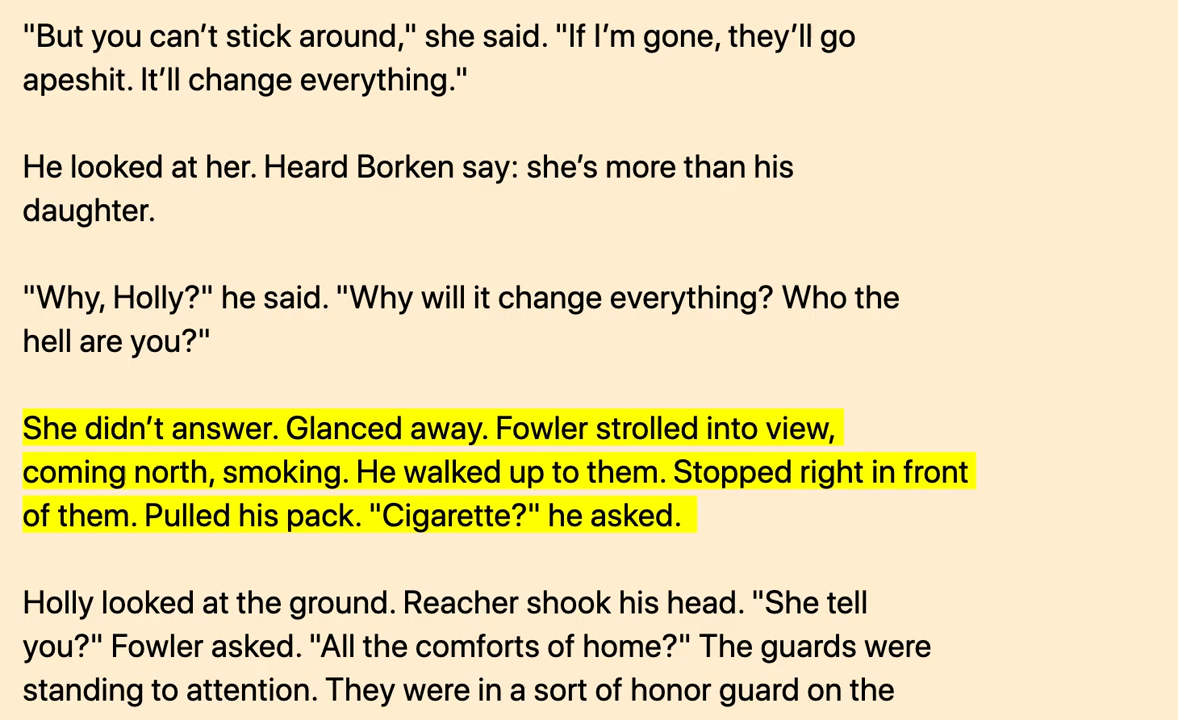 "But you can’t stick around," she said. "If I’m gone, they’ll go
apeshit. It’ll change everything."
He looked at her. Heard Borken say: she’s more than his
daughter.
"Why, Holly?" he said. "Why will it change everything? Who the
hell are you?"
She didn’t answer. Glanced away. Fowler strolled into view,
coming north, smoking. He walked up to them. Stopped right in front
of them. Pulled his pack. "Cigarette?" he asked.
Holly looked at the ground. Reacher shook his head. "She tell
you?" Fowler asked. "All the comforts of home?" The guards were
standing to attention. They were in a sort of honor guard on the